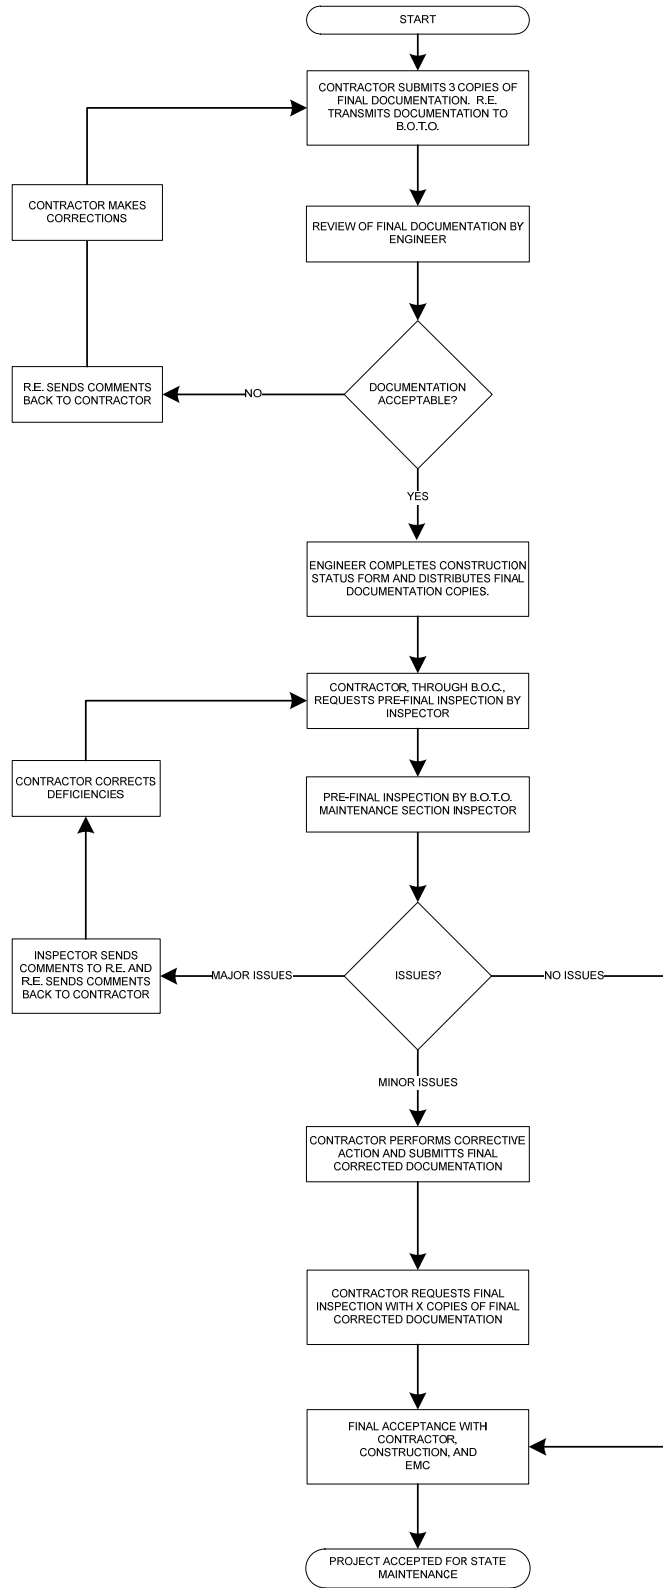 START
CONTRACTOR SUBMITS 3 COPIES OF
FINAL DOCUMENTATION. R.E.
TRANSMITS DOCUMENTATION TO
B.O.T.O.
CONTRACTOR MAKES
CORRECTIONS
REVIEW OF FINAL DOCUMENTATION BY
ENGINEER
R.E. SENDS COMMENTS
BACK TO CONTRACTOR
NO
DOCUMENTATION
ACCEPTABLE?
YES
ENGINEER COMPLETES CONSTRUCTION
STATUS FORM AND DISTRIBUTES FINAL
DOCUMENTATION COPIES.
CONTRACTOR, THROUGH B.O.C.,
REQUESTS PRE-FINAL INSPECTION BY
INSPECTOR
CONTRACTOR CORRECTS
DEFICIENCIES
PRE-FINAL INSPECTION BY B.O.T.O.
MAINTENANCE SECTION INSPECTOR
INSPECTOR SENDS
COMMENTS TO R.E. AND
R.E. SENDS COMMENTS
BACK TO CONTRACTOR
MAJOR ISSUES
ISSUES?
NO ISSUES
MINOR ISSUES
CONTRACTOR PERFORMS CORRECTIVE
ACTION AND SUBMITTS FINAL
CORRECTED DOCUMENTATION
CONTRACTOR REQUESTS FINAL
INSPECTION WITH X COPIES OF FINAL
CORRECTED DOCUMENTATION
FINAL ACCEPTANCE WITH
CONTRACTOR,
CONSTRUCTION, AND
EMC
PROJECT ACCEPTED FOR STATE
MAINTENANCE